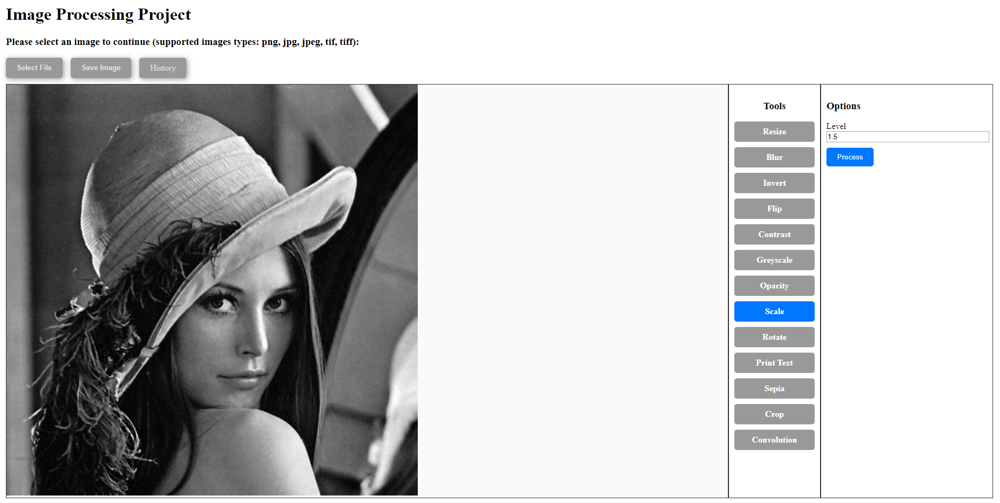 Image Processing Project
Please select an image to continue (supported images types: png, jpg, jpeg, tif, tiff):
Select File
Save Image
History
Tools
Resize
Blur
Invert
Flip
Contrast
Greyscale
Opacity
Scale
Rotate
Print Text
Sepia
Crop
Convolution
Options
Level
1.5
Process